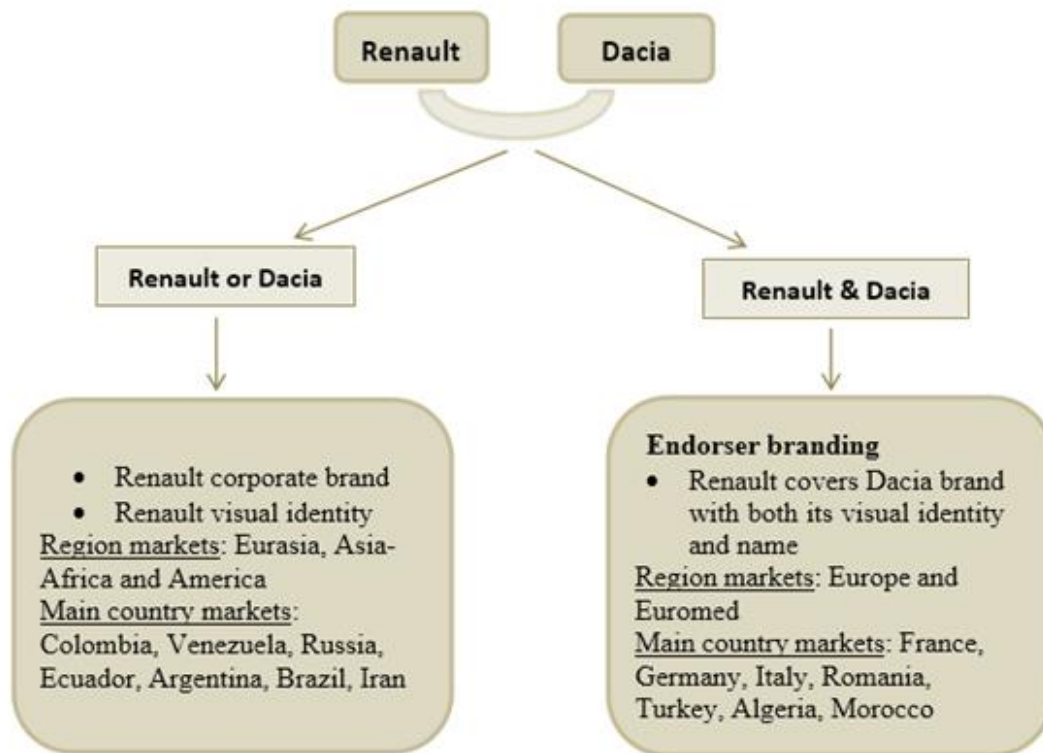 Renault
Dacia
Renault or Dacia
Renault & Dacia
• Renault corporate brand
• Renault visual identity
Region markets: Eurasia, Asia-
Africa and America
Main country markets:
Colombia, Venezuela, Russia,
Ecuador, Argentina, Brazil, Iran
Endorser branding
• Renault covers Dacia brand
with both its visual identity
and name
Region markets: Europe and
Euromed
Main country markets: France,
Germany, Italy, Romania,
Turkey, Algeria, Morocco